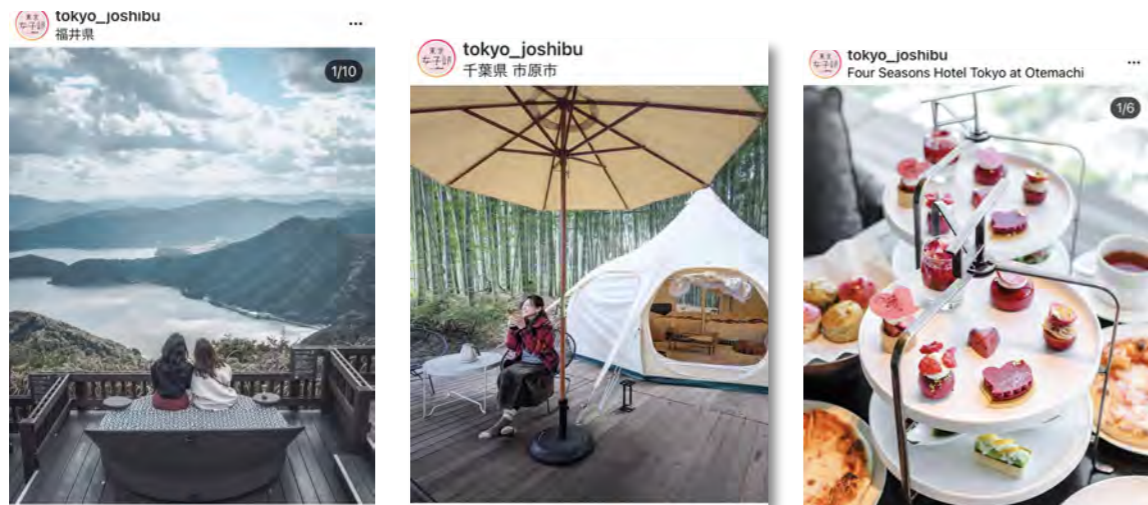 tokyo_joshibu
福井県
1/10
tokyo_joshibu
千葉県 市原市
tokyo_joshibu
Four Seasons Hotel Tokyo at Otemachi
1/6